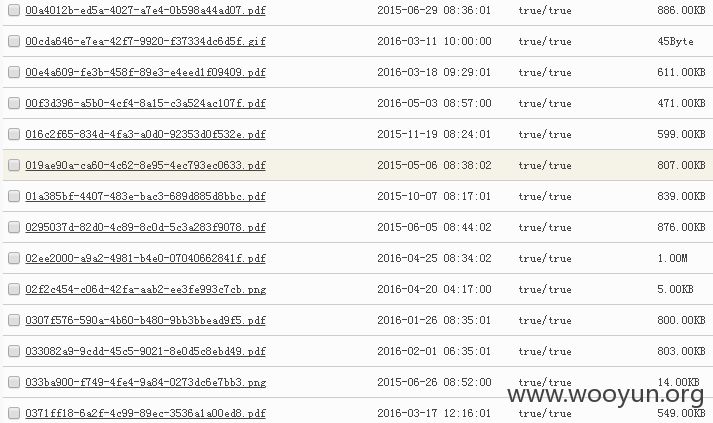 00a4012b-ed5a-4027-a7e4-0b598a44ad07.pdf 2015-06-29 08:36:01 true/true 886.00KB
00cda646-e7ea-42f7-9920-f37334dc6d5f.gif 2016-03-11 10:00:00 true/true 45Byte
00e4a609-fe3b-458f-89e3-e4eed1f09409.pdf 2016-03-18 09:29:01 true/true 611.00KB
00f3d396-a5b0-4cf4-8a15-c3a524ac107f.pdf 2016-05-03 08:57:00 true/true 471.00KB
016c2f65-834d-4fa3-a0d0-92353d0f532e.pdf 2015-11-19 08:24:01 true/true 599.00KB
019ae90a-ca60-4c62-8e95-4ec793ec0633.pdf 2015-05-06 08:38:02 true/true 807.00KB
01a385bf-4407-483e-bac3-689d885d8bbc.pdf 2015-10-07 08:17:01 true/true 839.00KB
0295037d-82d0-4c89-8c0d-5c3a283f9078.pdf 2015-06-05 08:44:02 true/true 876.00KB
02ee2000-a9a2-4981-b4e0-07040662841f.pdf 2016-04-25 08:34:02 true/true 1.00M
02f2c454-c06d-42fa-aab2-ee3fe993c7cb.png 2016-04-20 04:17:00 true/true 5.00KB
0307f576-590a-4b60-b480-9bb3bbead9f5.pdf 2016-01-26 08:35:01 true/true 800.00KB
033082a9-9cdd-45c5-9021-8e0d5c8ebd49.pdf 2016-02-01 06:35:01 true/true 803.00KB
033ba900-f749-4fe4-9a84-0273dc6e7bb3.png 2015-06-26 08:52:00 true/true 14.00KB
www.wooyun.org
0371ff18-6a2f-4c99-89ec-3536a1a00ed8.pdf 2016-03-17 12:16:01 true/true 549.00KB